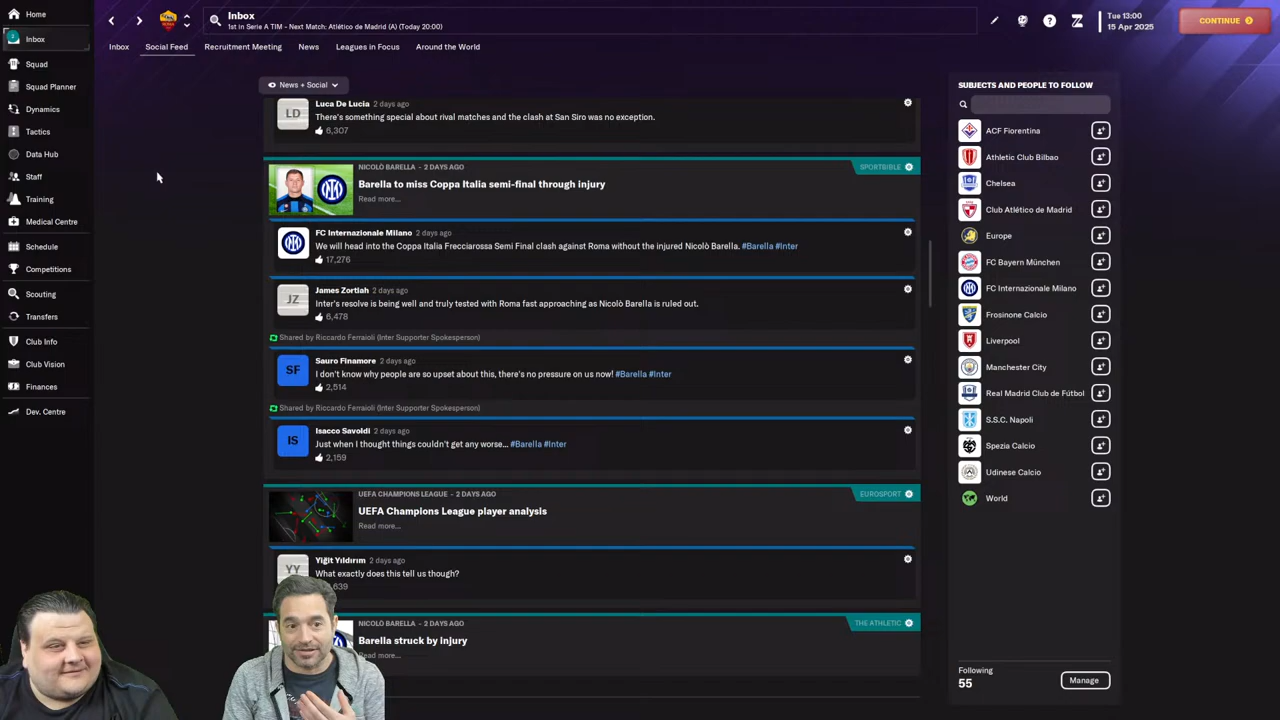 Home
Inbox
Squad
Squad Planner
Dynamics
Tactics
Data Hub
Staff
Training
Medical Centre
Schedule
Competitions
Scouting
Transfers
Club Info
Club Vision
Finances
Dev. Centre
Inbox
1st in Serie A TIM - Next Match: Atlético de Madrid (A) (Today 20:00)
Tue 13:00
15 Apr 2025
CONTINUE
Inbox
Social Feed
Recruitment Meeting
News
Leagues in Focus
Around the World
News + Social
LD
Luca De Lucia 2 days ago
There's something special about rival matches and the clash at San Siro was no exception.
6,307
NICOLÒ BARELLA - 2 DAYS AGO
SPORTBIBLE
Barella to miss Coppa Italia semi-final through injury
Read more...
FC Internazionale Milano 2 days ago
We will head into the Coppa Italia Frecciarossa Semi Final clash against Roma without the injured Nicolò Barella. #Barella #Inter
17,276
JZ
James Zortiah 2 days ago
Inter's resolve is being well and truly tested with Roma fast approaching as Nicolò Barella is ruled out.
6,478
Shared by Riccardo Ferraioli (Inter Supporter Spokesperson)
SF
Sauro Finamore 2 days ago
I don't know why people are so upset about this, there's no pressure on us now! #Barella #Inter
2,514
Shared by Riccardo Ferraioli (Inter Supporter Spokesperson)
IS
Isacco Savoldi 2 days ago
Just when I thought things couldn't get any worse... #Barella #Inter
2,159
UEFA CHAMPIONS LEAGUE - 2 DAYS AGO
EUROSPORT
UEFA Champions League player analysis
Read more...
YY
Yiğit Yıldırım 2 days ago
What exactly does this tell us though?
639
NICOLÒ BARELLA - 2 DAYS AGO
THE ATHLETIC
Barella struck by injury
Read more...
SUBJECTS AND PEOPLE TO FOLLOW
ACF Fiorentina
Athletic Club Bilbao
Chelsea
Club Atlético de Madrid
Europe
FC Bayern München
FC Internazionale Milano
Frosinone Calcio
Liverpool
Manchester City
Real Madrid Club de Fútbol
S.S.C. Napoli
Spezia Calcio
Udinese Calcio
World
Following
55
Manage